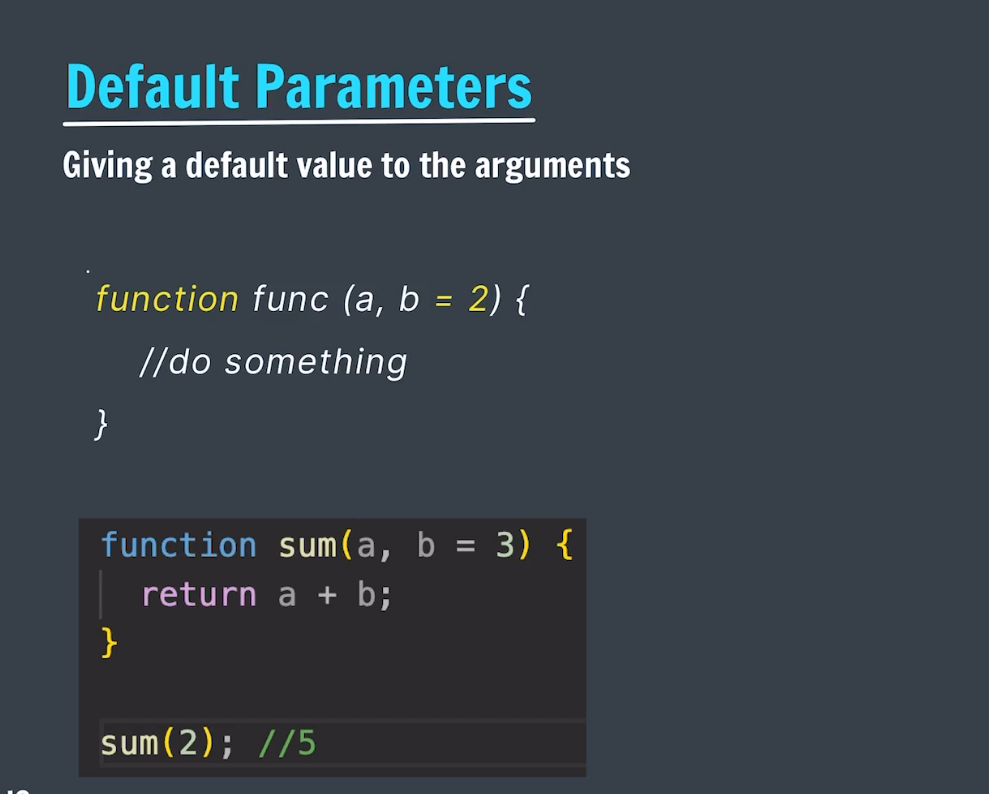 Default Parameters
Giving a default value to the arguments
function func (a, b = 2) {
//do something
}
function sum(a, b = 3) {
return a + b;
}
sum(2); //5